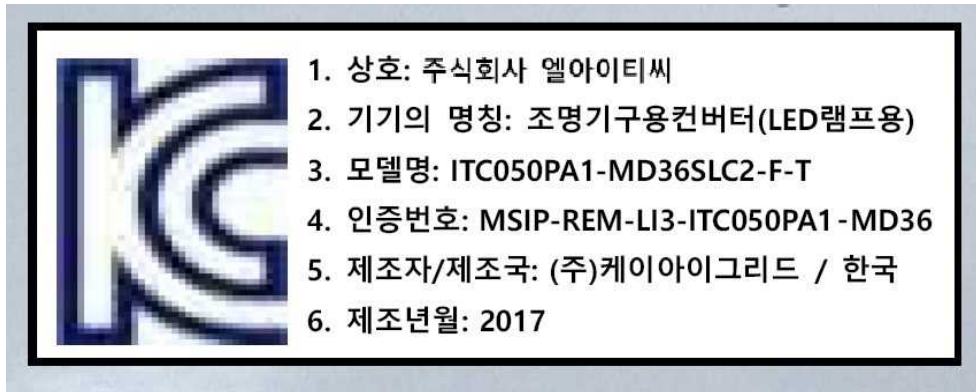 1. 상호: 주식회사 엘아이티씨
2. 기기의 명칭: 조명기구용컨버터(LED램프용)
3. 모델명: ITC050PA1-MD36SLC2-F-T
4. 인증번호: MSIP-REM-LI3-ITC050PA1-MD36
5. 제조자/제조국: (주)케이아이그리드 / 한국
6. 제조년월: 2017